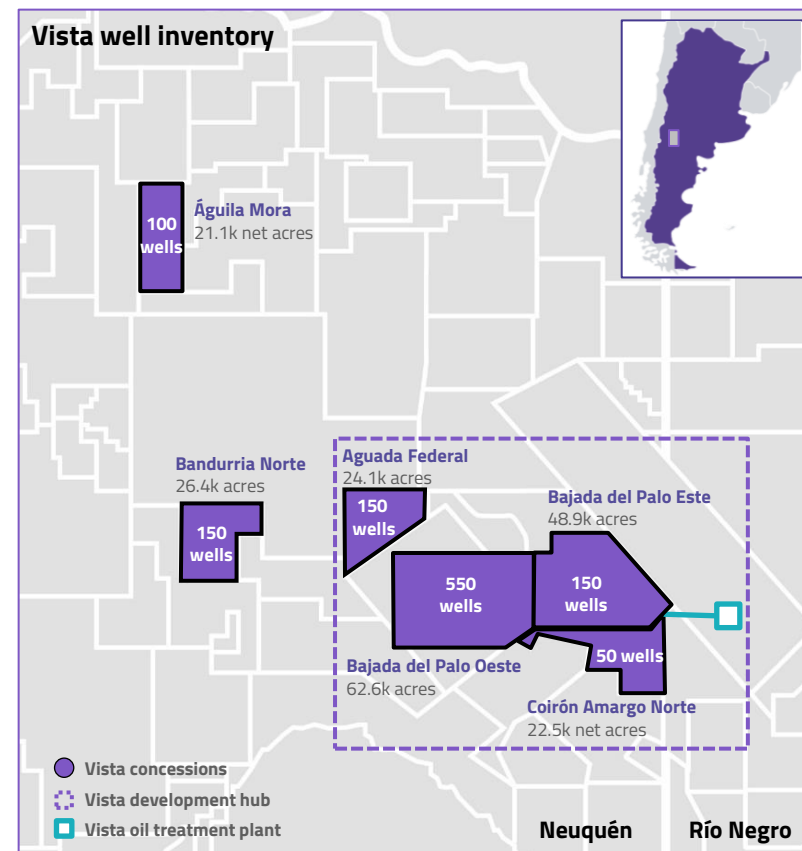 Vista well inventory
Águila Mora
21.1k net acres
100
wells
Bandurria Norte
26.4k acres
150
wells
Aguada Federal
24.1k acres
150
wells
Bajada del Palo Este
48.9k acres
550
wells
150
wells
50 wells
Bajada del Palo Oeste
62.6k acres
Coirón Amargo Norte
22.5k net acres
Vista concessions
Vista development hub
Vista oil treatment plant
Neuquén
Río Negro